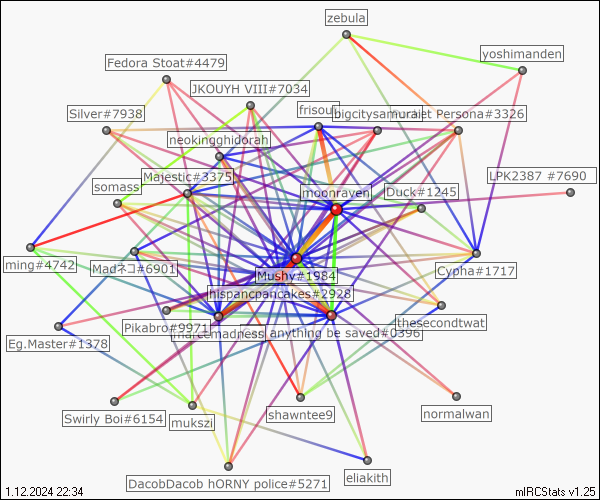 zebula
yoshimanden
Fedora Stoat#4479
JKOUYH VIII#7034
Silver#7938
frisout
bigcitysamurai
et Persona#3326
neokingghidorah
Majestic#3375
LPK2387 #7690
somass
moonraven
Duck#1245
ming#4742
Madネコ#6901
Mushy#1984
Cypha#1717
hispancpancakes#2928
Pikabro#9971
marcemadness
anything be saved#0396
thesecondtwat
Eg.Master#1378
Swirly Boi#6154
mukszi
shawntee9
normalwan
DacobDacob hORNY police#5271
eliakith
1.12.2024 22:34
mIRCStats v1.25